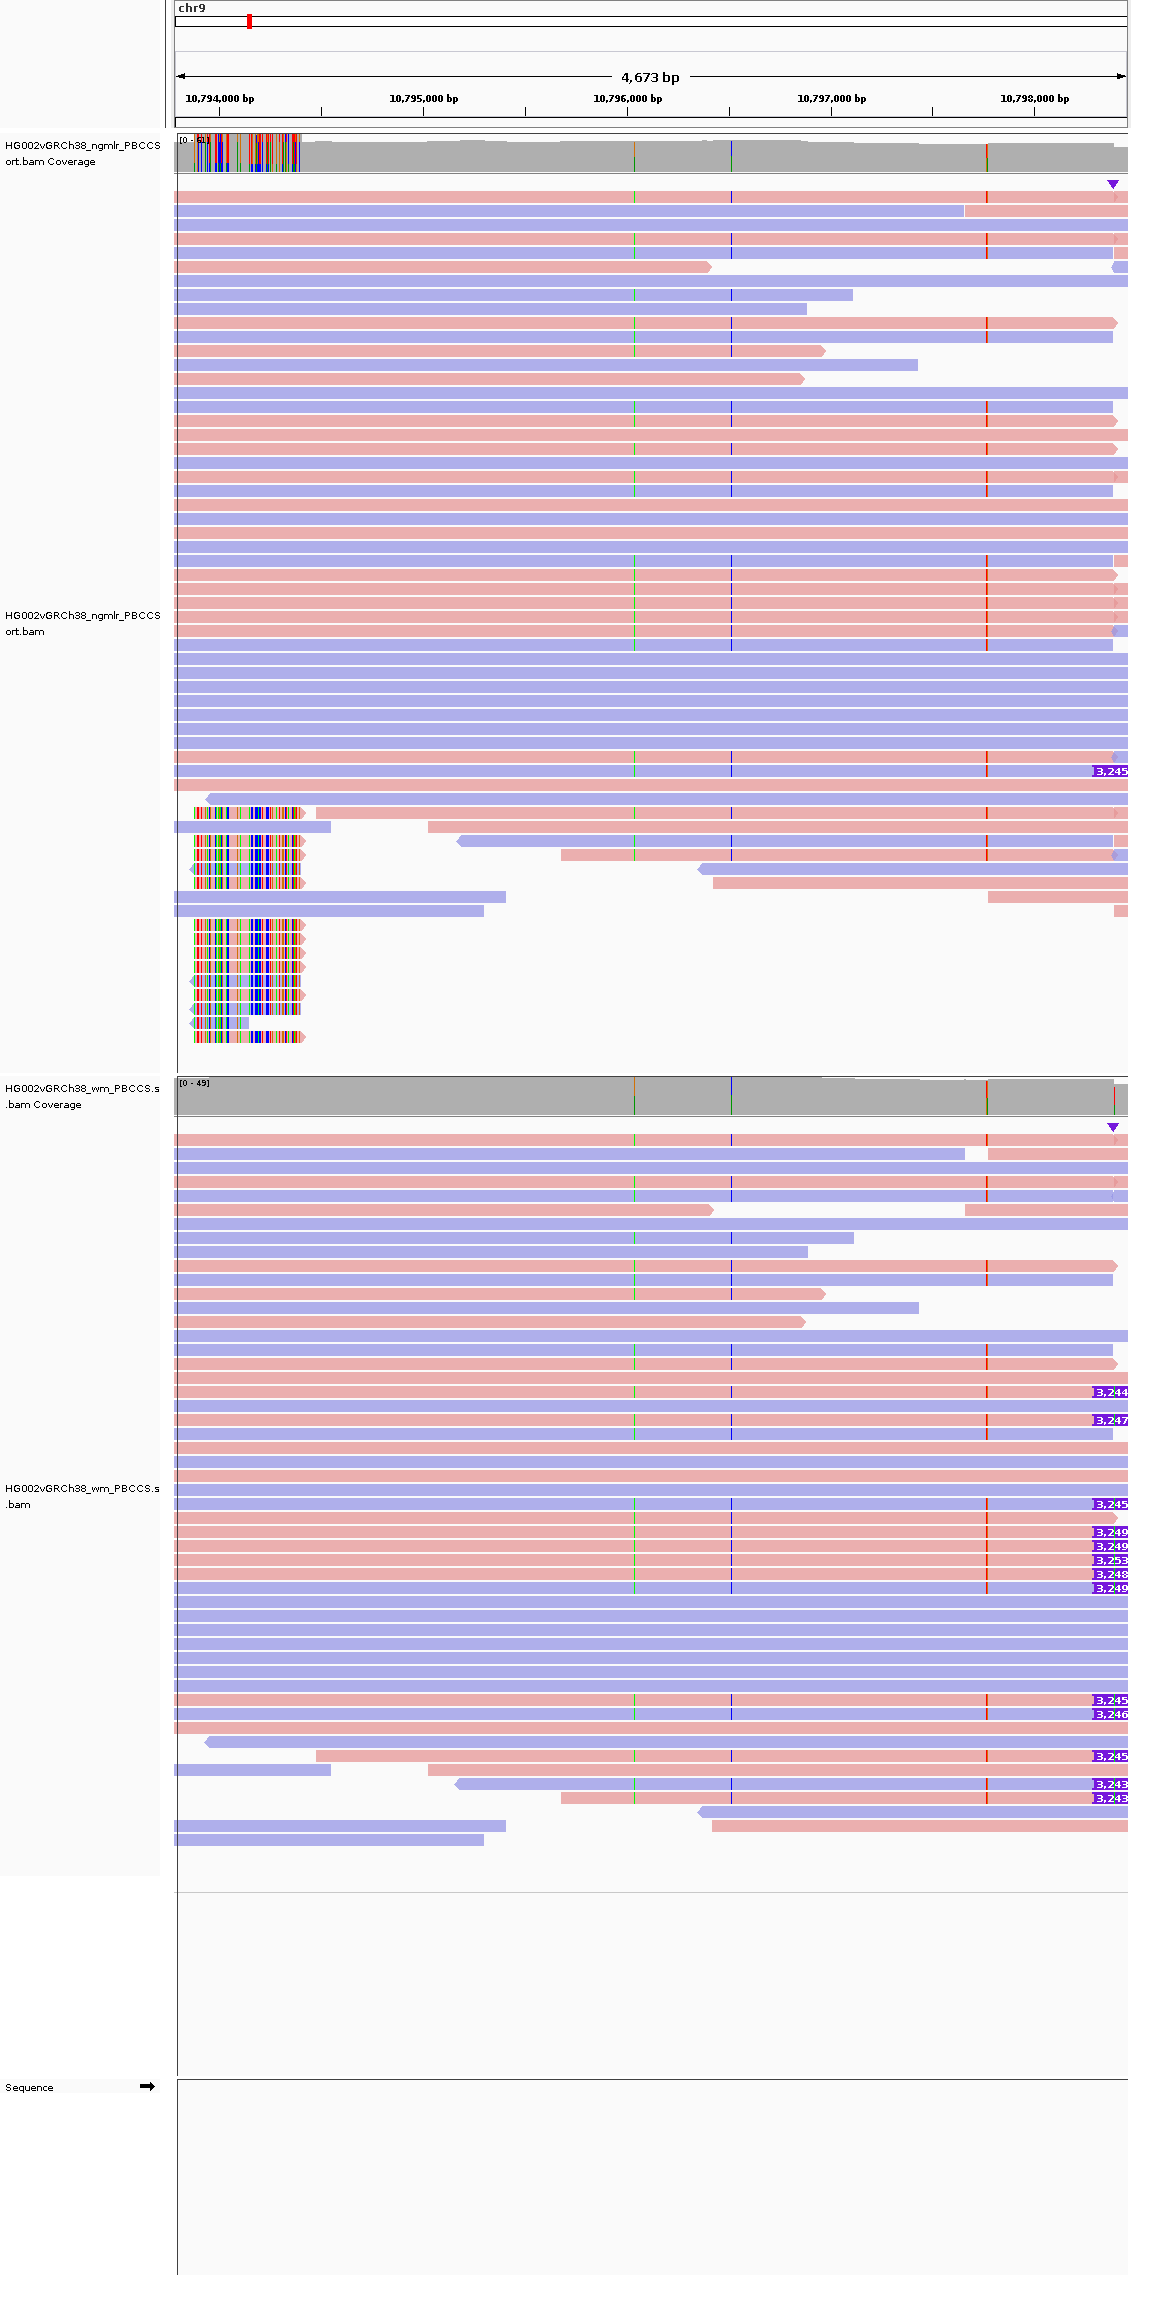 chr9
4,673 bp
10,794,000 bp 10,795,000 bp 10,796,000 bp 10,797,000 bp 10,798,000 bp
HG002vGRCh38_ngmlr_PBCCS
ort.bam Coverage
[0 - 61]
HG002vGRCh38_ngmlr_PBCCS
ort.bam
3,245
HG002vGRCh38_wm_PBCCS.s
.bam Coverage
[0 - 49]
3,244
3,247
HG002vGRCh38_wm_PBCCS.s
.bam
3,245
3,249
3,249
3,253
3,248
3,249
3,245
3,246
3,245
3,243
3,243
Sequence